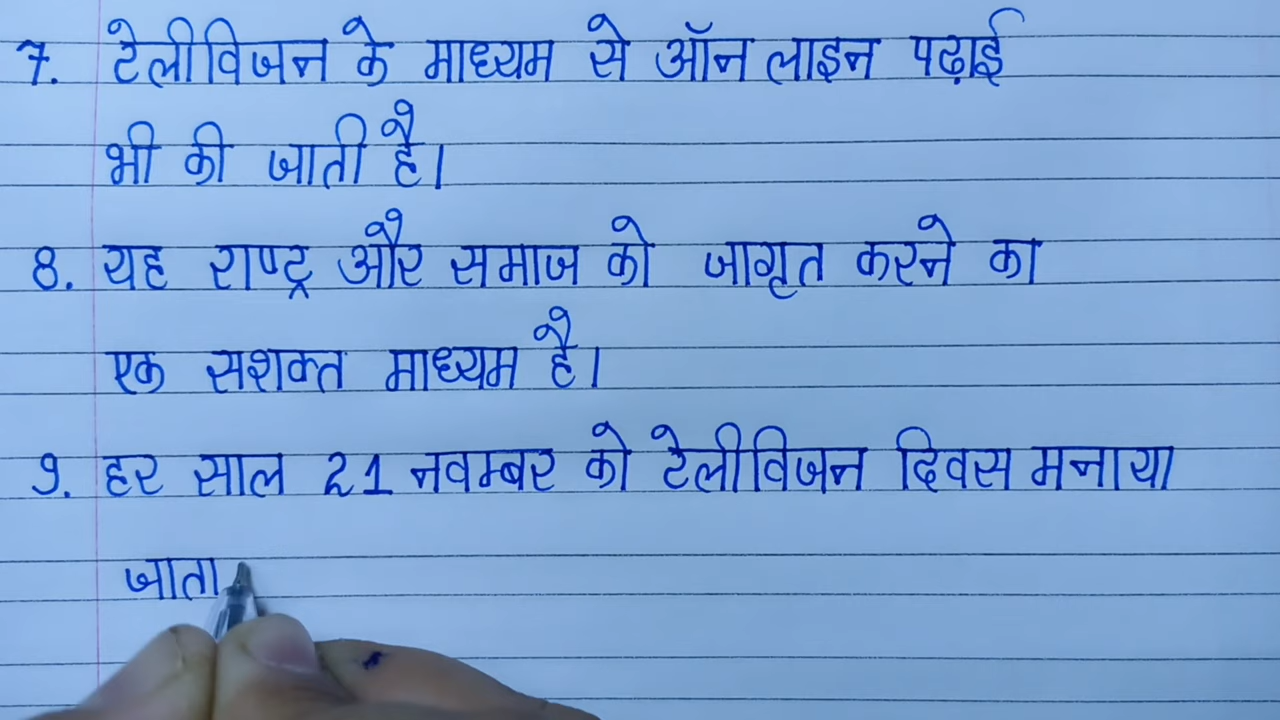 7. टेलीविजन के माध्यम से ऑन लाइन पढ़ाई
भी की जाती है।
8. यह राष्ट्र और समाज को जागृत करने का
एक सशक्त माध्यम है।
9. हर साल 21 नवम्बर को टेलीविजन दिवस मनाया
जाता